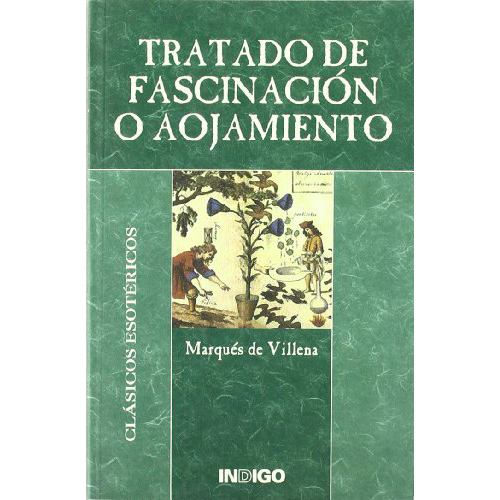 TRATADO DE
FASCINACIÓN
O AOJAMIENTO
CLÁSICOS ESOTÉRICOS
Marqués de Villena
INDIGO